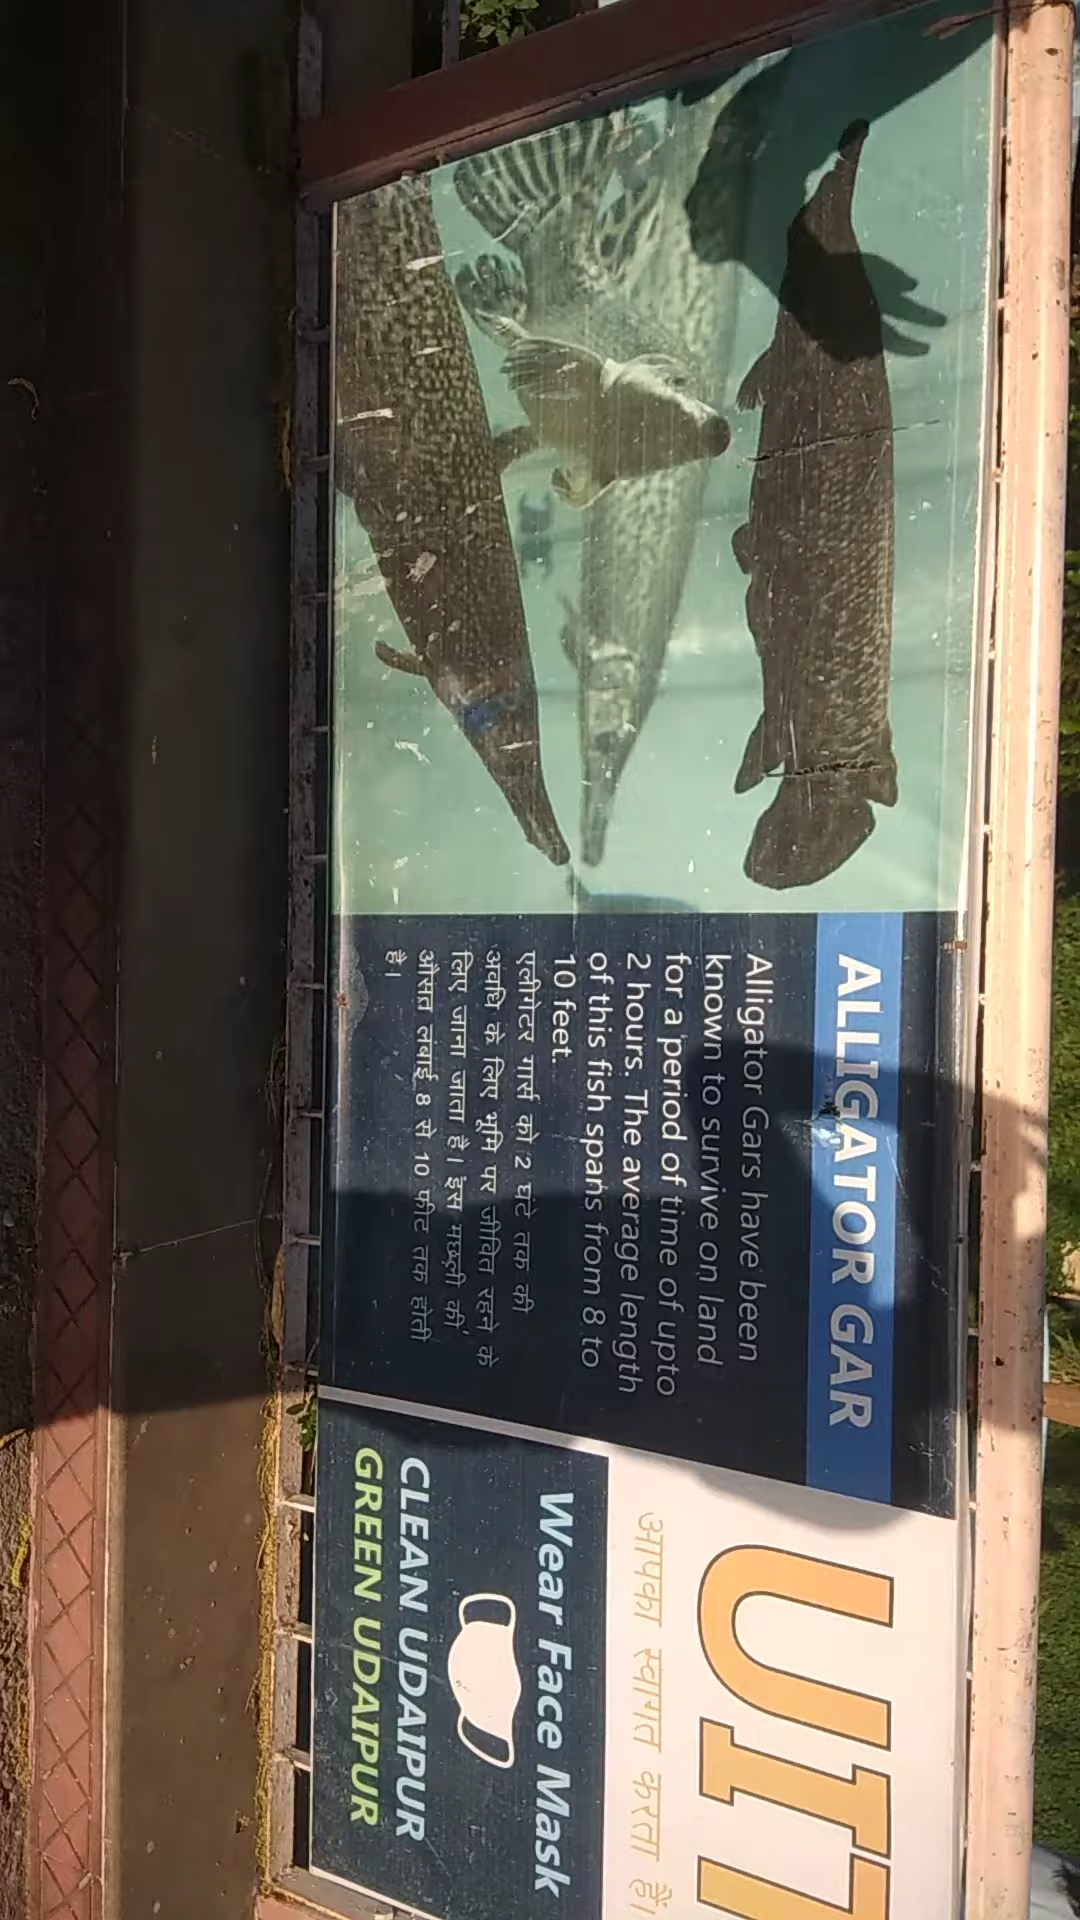 ALLIGATOR GAR
Alligator Gars have been
known to survive on land
for a period of time of upto
2 hours. The average length
of this fish spans from 8 to
10 feet.
एलीगेटर गार्स को 2 घंटे तक की
अवधि के लिए भूमि पर जीवित रहने के
लिए जाना जाता है। इस मछली की
औसत लंबाई 8 से 10 फीट तक होती
है।
UIT
आपका स्वागत करता हैं।
Wear Face Mask
CLEAN UDAIPUR
GREEN UDAIPUR